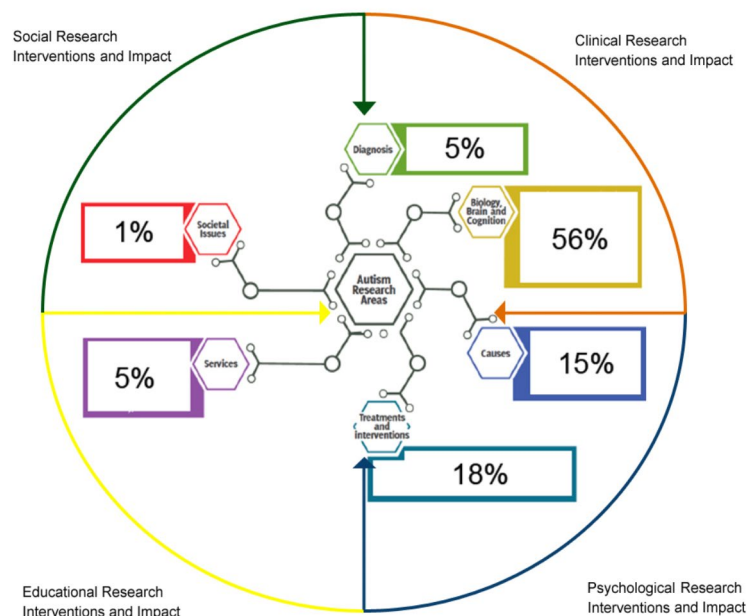 Social Research
Interventions and Impact
Clinical Research
Interventions and Impact
Diagnosis
5%
Societal
Issues
1%
Biology,
Brain and
Cognition
56%
Autism
Research
Areas
Services
5%
Causes
15%
Treatments
and
interventions
18%
Educational Research
Interventions and Impact
Psychological Research
Interventions and Impact